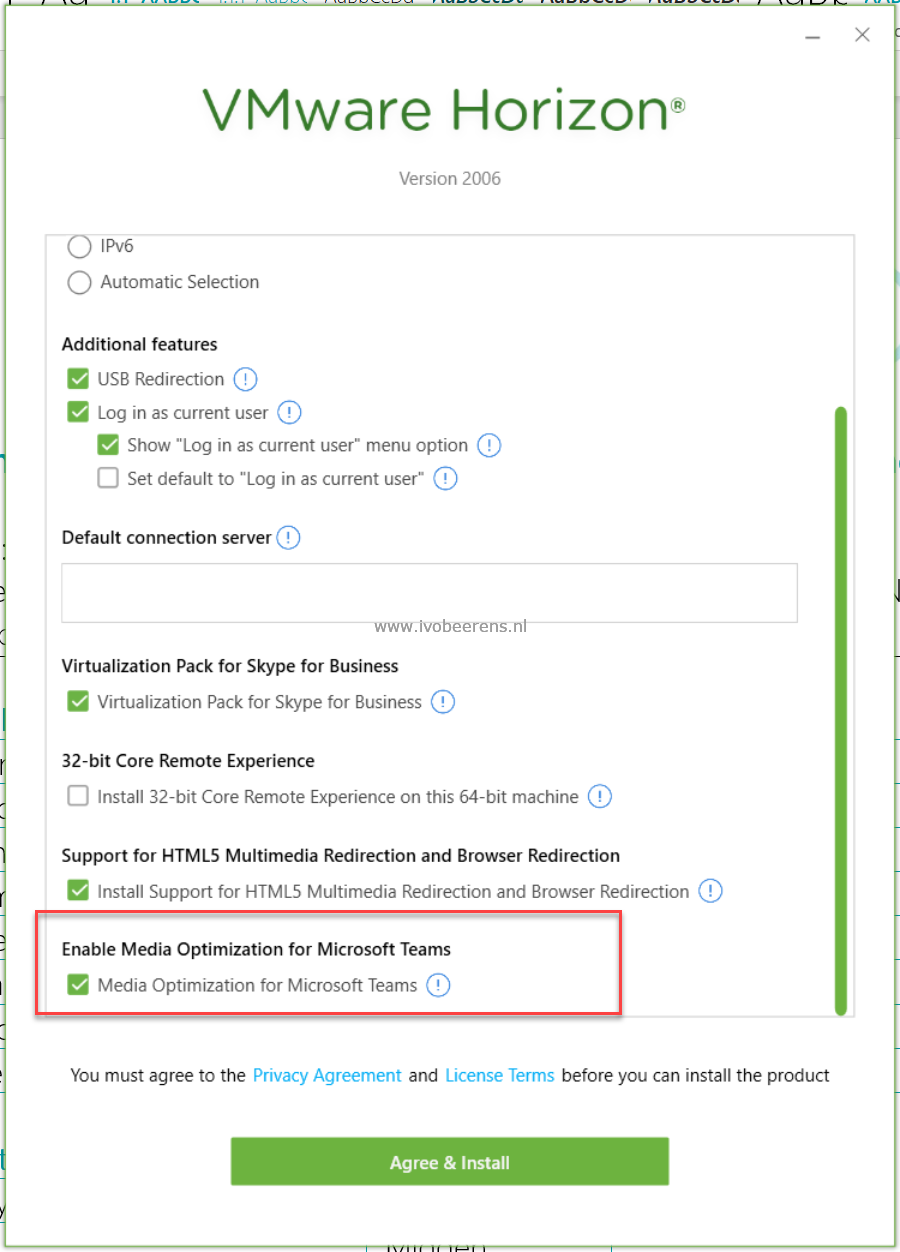 VMware Horizon®
Version 2006
IPv6
Automatic Selection
Additional features
USB Redirection
Log in as current user
Show "Log in as current user" menu option
Set default to "Log in as current user"
Default connection server
www.ivobeerens.nl
Virtualization Pack for Skype for Business
Virtualization Pack for Skype for Business
32-bit Core Remote Experience
Install 32-bit Core Remote Experience on this 64-bit machine
Support for HTML5 Multimedia Redirection and Browser Redirection
Install Support for HTML5 Multimedia Redirection and Browser Redirection
Enable Media Optimization for Microsoft Teams
Media Optimization for Microsoft Teams
You must agree to the Privacy Agreement and License Terms before you can install the product
Agree & Install